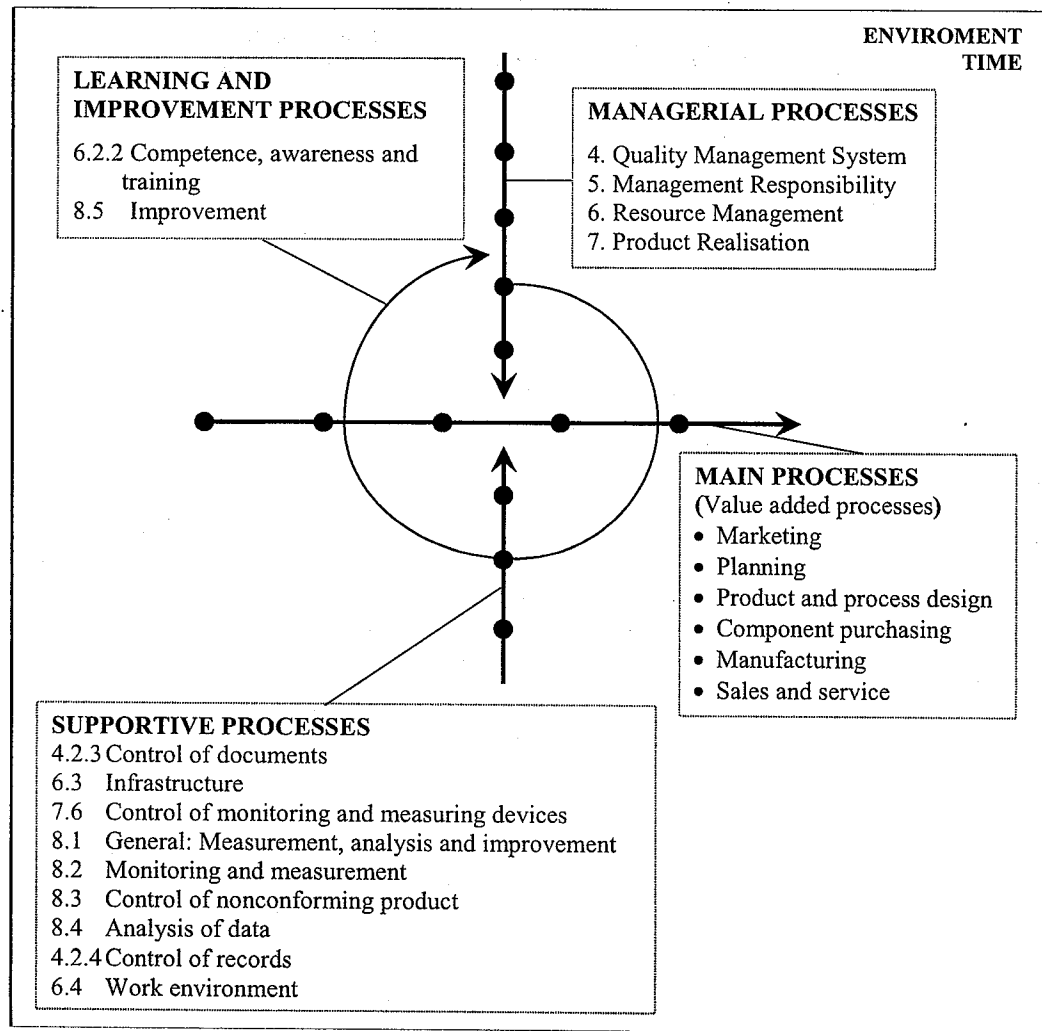 ENVIROMENT
TIME
LEARNING AND
IMPROVEMENT PROCESSES
6.2.2 Competence, awareness and
training
8.5 Improvement
MANAGERIAL PROCESSES
4. Quality Management System
5. Management Responsibility
6. Resource Management
7. Product Realisation
MAIN PROCESSES
(Value added processes)
• Marketing
• Planning
• Product and process design
• Component purchasing
• Manufacturing
• Sales and service
SUPPORTIVE PROCESSES
4.2.3 Control of documents
6.3 Infrastructure
7.6 Control of monitoring and measuring devices
8.1 General: Measurement, analysis and improvement
8.2 Monitoring and measurement
8.3 Control of nonconforming product
8.4 Analysis of data
4.2.4 Control of records
6.4 Work environment